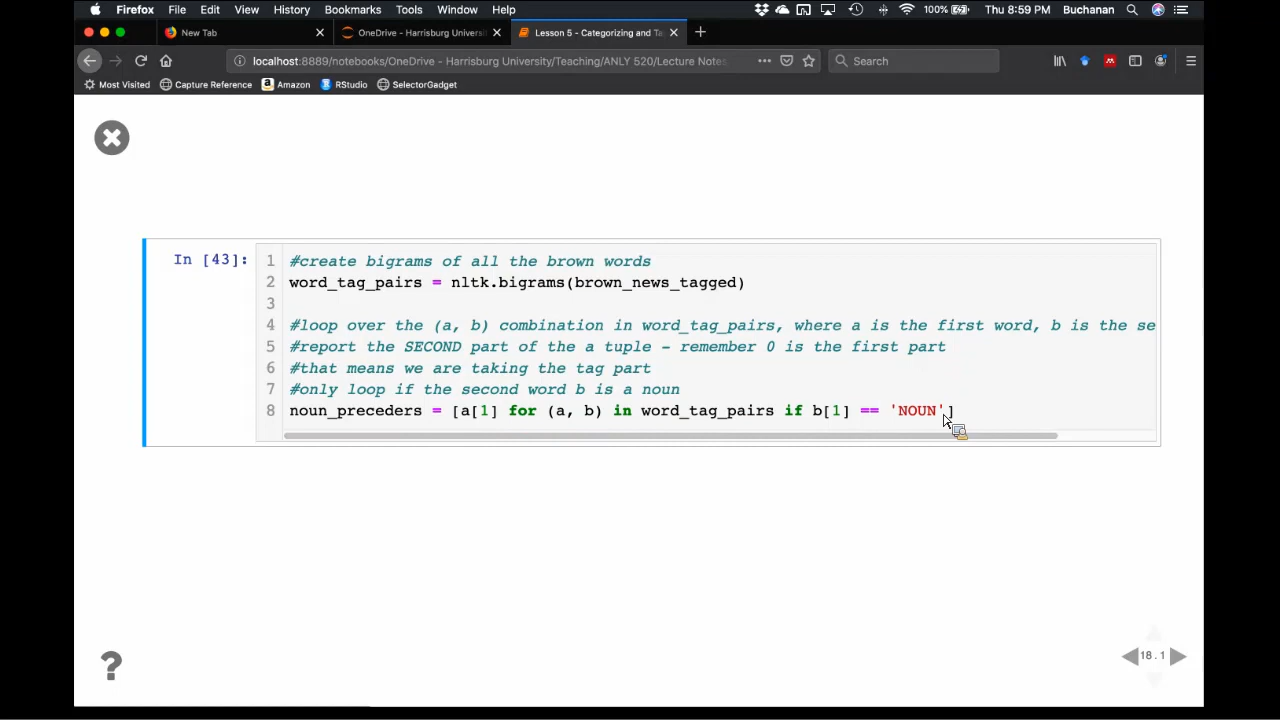 Firefox File Edit View History Bookmarks Tools Window Help 100% Thu 8:59 PM Buchanan
New Tab OneDrive - Harrisburg Universi Lesson 5 - Categorizing and Ta
localhost:8889/notebooks/OneDrive - Harrisburg University/Teaching/ANLY 520/Lecture Notes Search
Most Visited Capture Reference Amazon RStudio SelectorGadget
In [43]:
1 #create bigrams of all the brown words
2 word_tag_pairs = nltk.bigrams(brown_news_tagged)
3
4 #loop over the (a, b) combination in word_tag_pairs, where a is the first word, b is the se
5 #report the SECOND part of the a tuple - remember 0 is the first part
6 #that means we are taking the tag part
7 #only loop if the second word b is a noun
8 noun_preceders = [a[1] for (a, b) in word_tag_pairs if b[1] == 'NOUN']
?
18.1